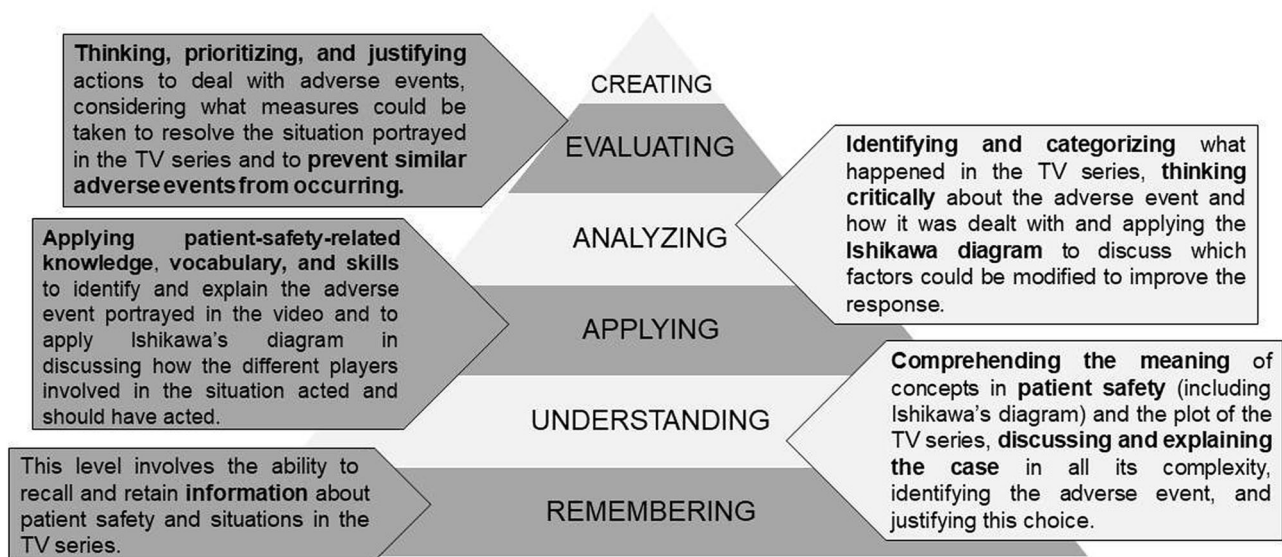 Thinking, prioritizing, and justifying
actions to deal with adverse events,
considering what measures could be
taken to resolve the situation portrayed
in the TV series and to prevent similar
adverse events from occurring.
CREATING
EVALUATING
Identifying and categorizing what
happened in the TV series, thinking
critically about the adverse event and
how it was dealt with and applying the
Ishikawa diagram to discuss which
factors could be modified to improve the
response.
ANALYZING
Applying patient-safety-related
knowledge, vocabulary, and skills
to identify and explain the adverse
event portrayed in the video and to
apply Ishikawa's diagram in
discussing how the different players
involved in the situation acted and
should have acted.
APPLYING
Comprehending the meaning of
concepts in patient safety (including
Ishikawa's diagram) and the plot of the
TV series, discussing and explaining
the case in all its complexity,
identifying the adverse event, and
justifying this choice.
UNDERSTANDING
This level involves the ability to
recall and retain information about
patient safety and situations in the
TV series.
REMEMBERING